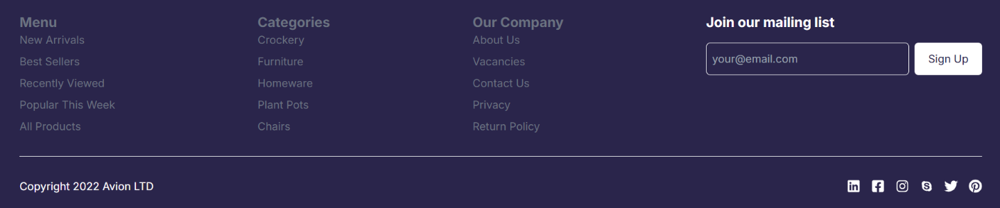 Menu
New Arrivals
Best Sellers
Recently Viewed
Popular This Week
All Products
Categories
Crockery
Furniture
Homeware
Plant Pots
Chairs
Our Company
About Us
Vacancies
Contact Us
Privacy
Return Policy
Join our mailing list
your@email.com
Sign Up
Copyright 2022 Avion LTD